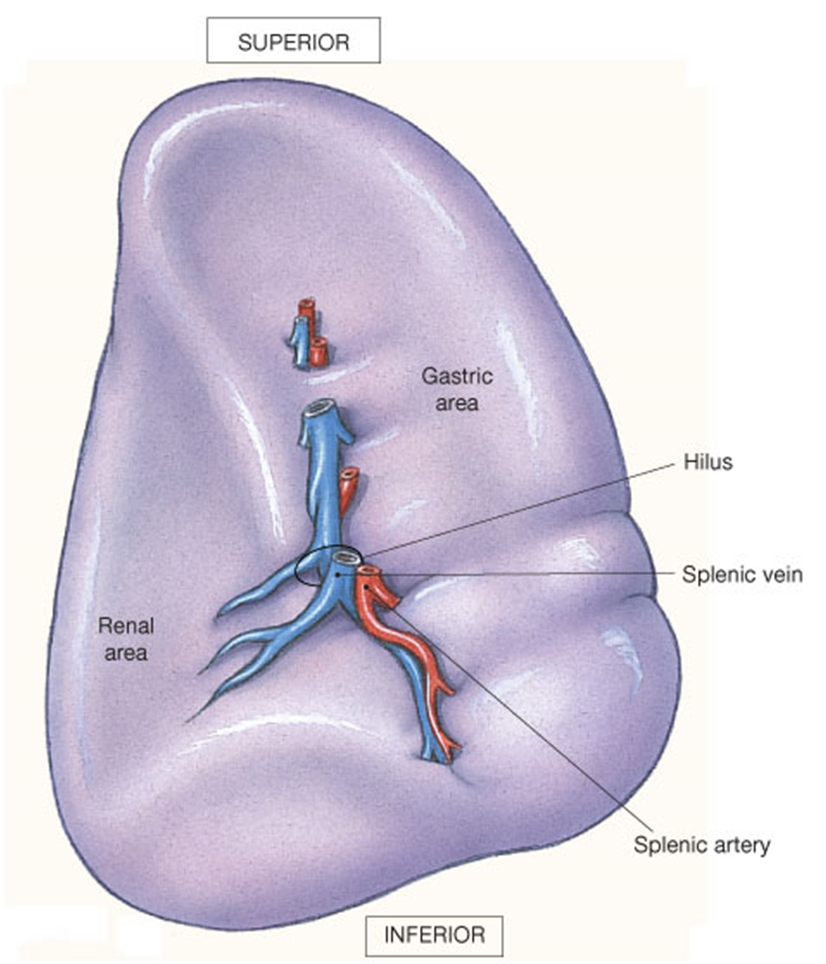 SUPERIOR
Gastric
area
Hilus
Splenic vein
Renal
area
Splenic artery
INFERIOR